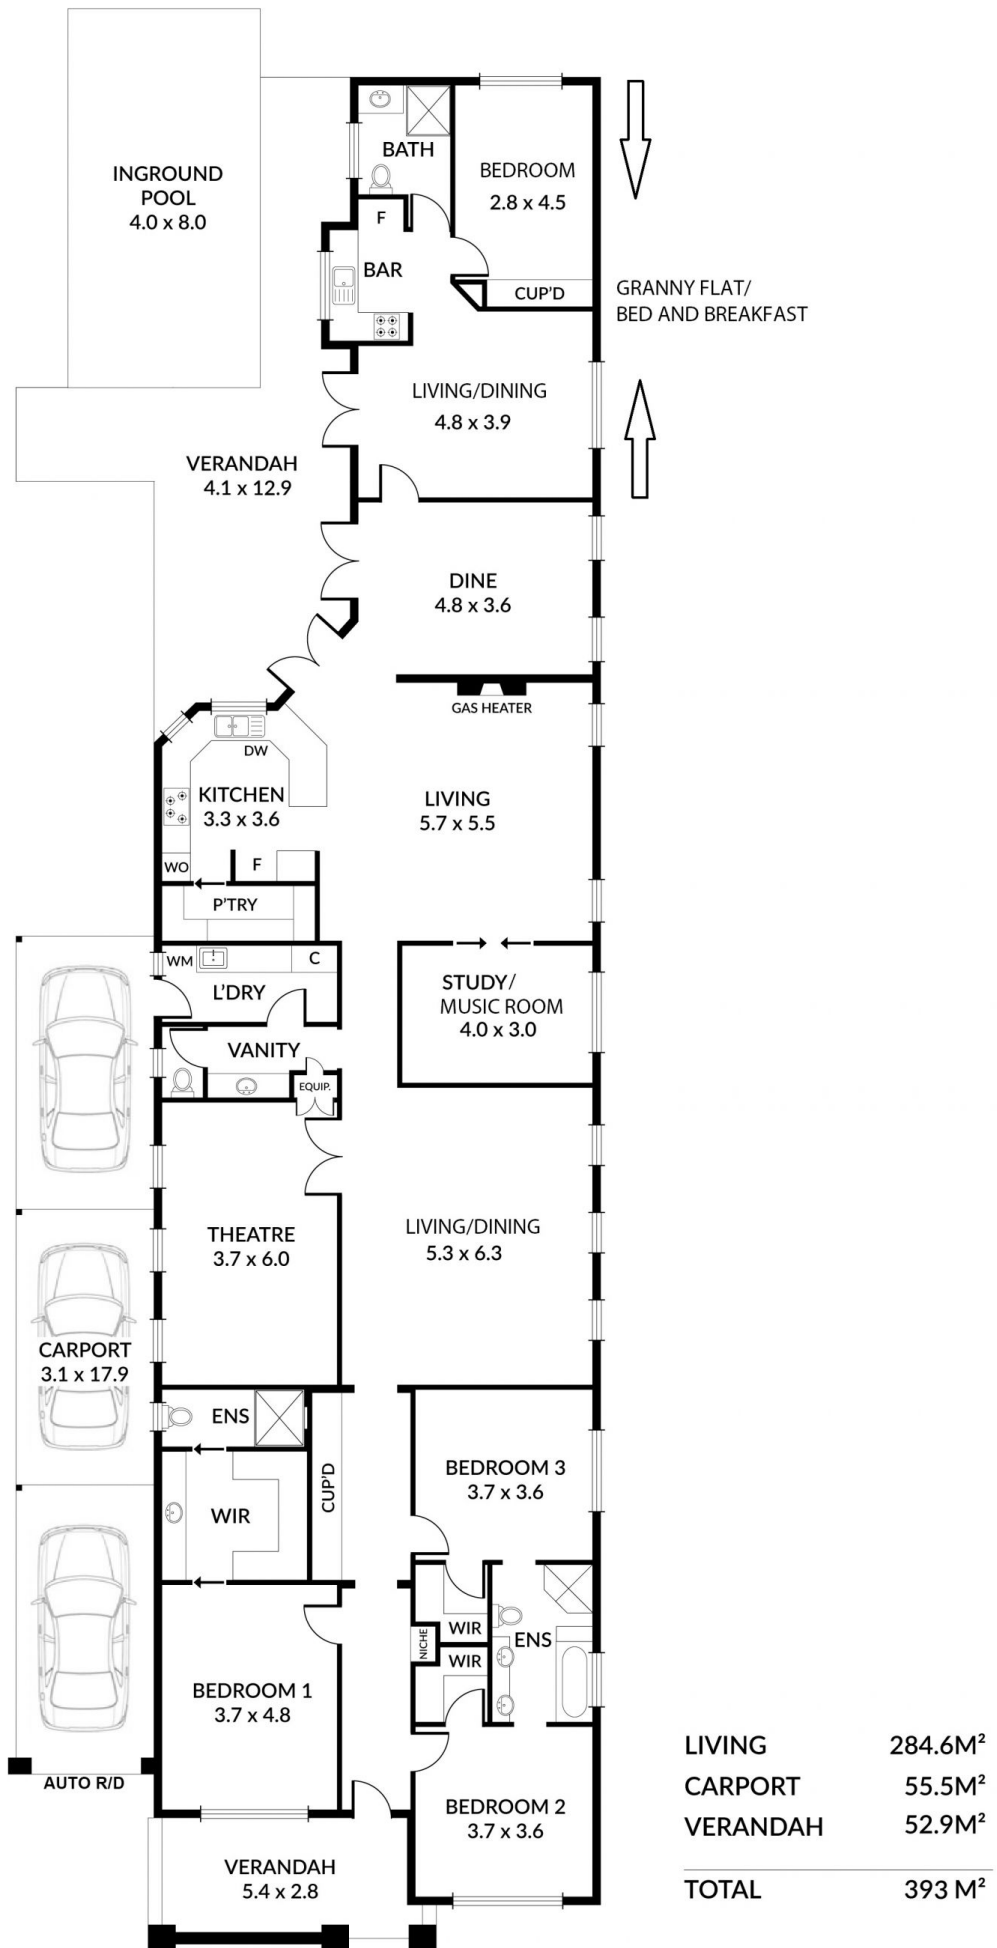 INGROUND
POOL
4.0 x 8.0
BATH
BEDROOM
2.8 x 4.5
F
BAR
CUP'D
GRANNY FLAT/
BED AND BREAKFAST
LIVING/DINING
4.8 x 3.9
VERANDAH
4.1 x 12.9
DINE
4.8 x 3.6
GAS HEATER
DW
KITCHEN
3.3 x 3.6
LIVING
5.7 x 5.5
WO
F
P'TRY
WM
C
L'DRY
STUDY/
MUSIC ROOM
4.0 x 3.0
VANITY
EQUIP.
THEATRE
3.7 x 6.0
LIVING/DINING
5.3 x 6.3
CARPORT
3.1 x 17.9
ENS
CUP'D
BEDROOM 3
3.7 x 3.6
WIR
WIR
NICHE
ENS
WIR
BEDROOM 1
3.7 x 4.8
AUTO R/D
BEDROOM 2
3.7 x 3.6
VERANDAH
5.4 x 2.8
LIVING 284.6M²
CARPORT 55.5M²
VERANDAH 52.9M²
TOTAL 393 M²